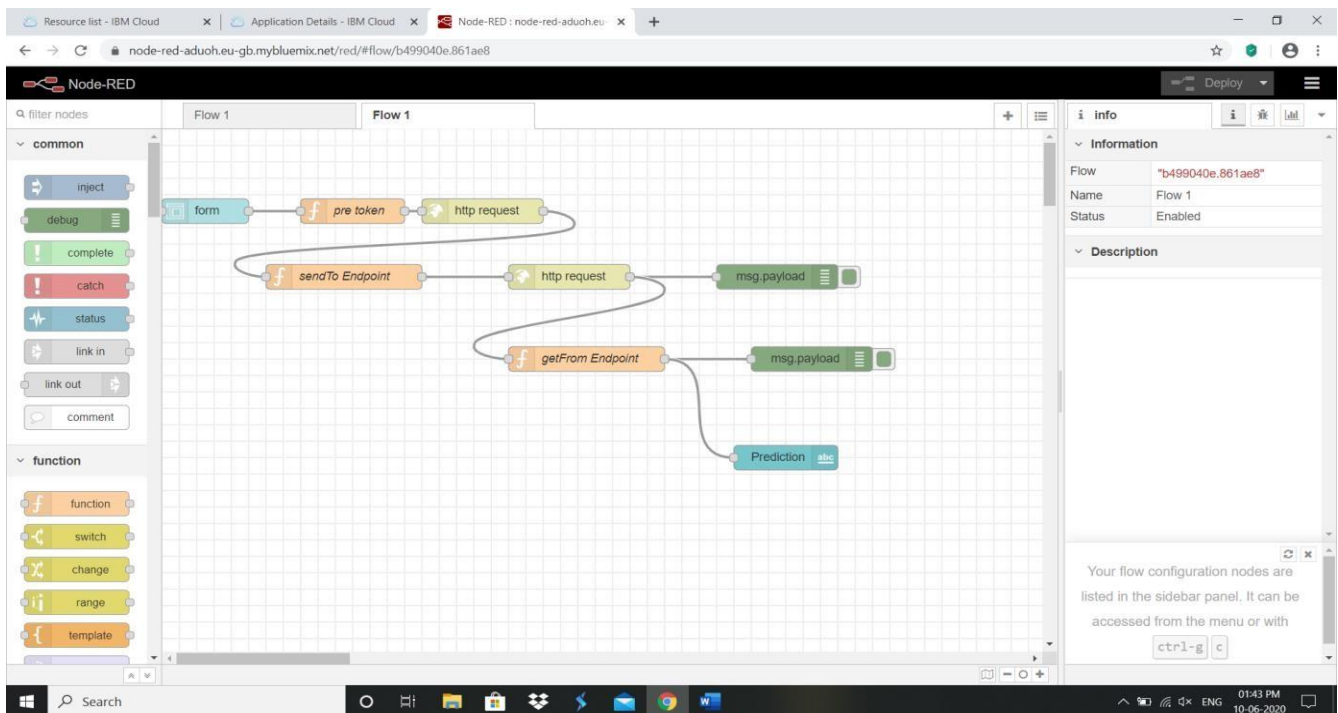 Resource list - IBM Cloud
Application Details - IBM Cloud
Node-RED : node-red-aduoh.eu-
node-red-aduoh.eu-gb.mybluemix.net/red/#flow/b499040e.861ae8
Node-RED
Deploy
filter nodes
Flow 1
Flow 1
i info
i
common
inject
debug
complete
catch
status
link in
link out
comment
function
f function
switch
change
range
template
form
f pre token
http request
f sendTo Endpoint
http request
msg.payload
f getFrom Endpoint
msg.payload
Prediction abc
Information
Flow "b499040e.861ae8"
Name Flow 1
Status Enabled
Description
Your flow configuration nodes are
listed in the sidebar panel. It can be
accessed from the menu or with
ctrl-g c
Search
ENG
01:43 PM
10-06-2020